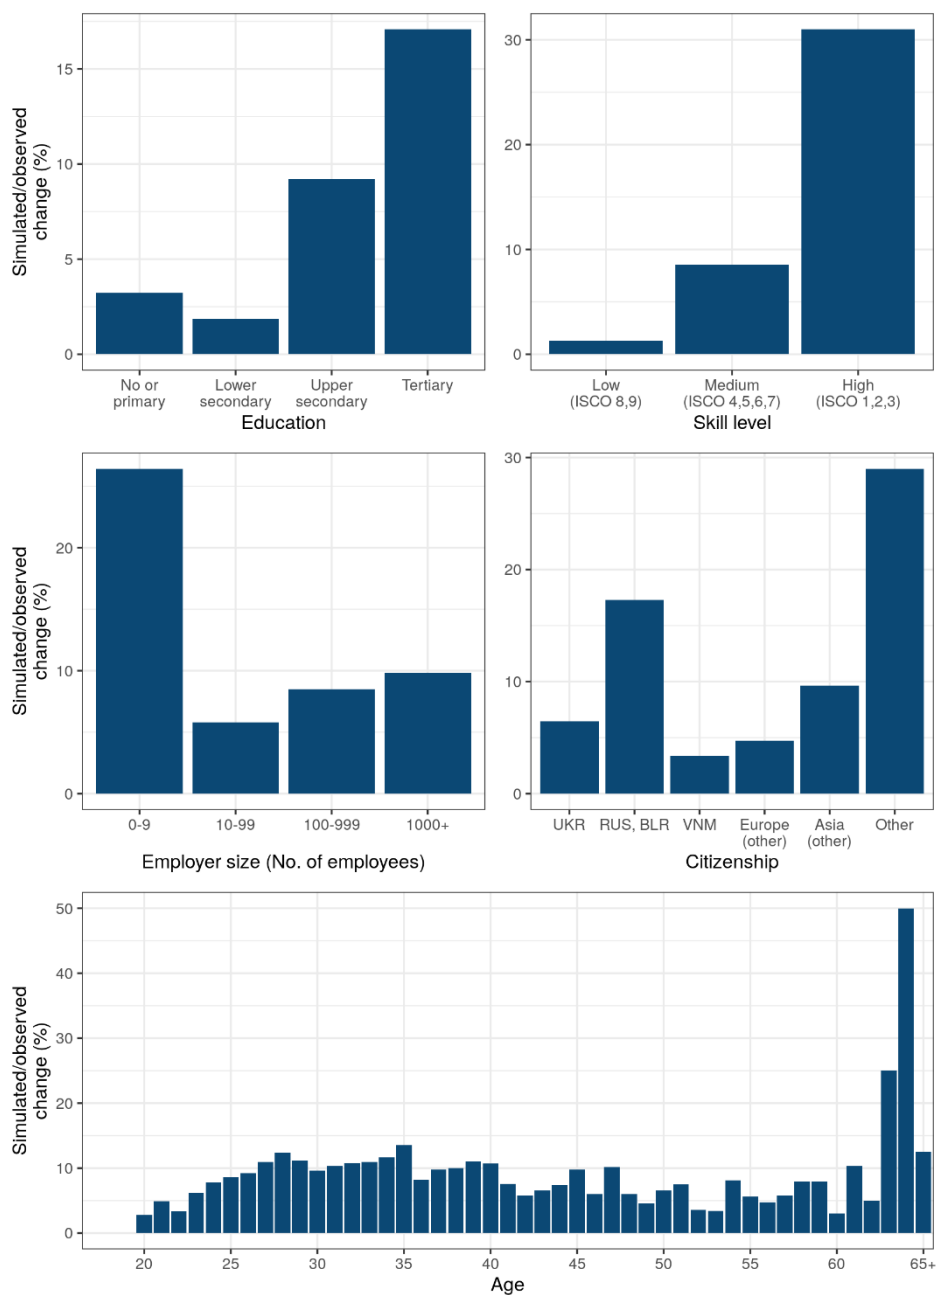 Simulated/observed
change (%)
15
10
5
0
No or
primary
Lower
secondary
Upper
secondary
Tertiary
Education
30
20
10
0
Low
(ISCO 8,9)
Medium
(ISCO 4,5,6,7)
High
(ISCO 1,2,3)
Skill level
Simulated/observed
change (%)
20
10
0
0-9
10-99
100-999
1000+
Employer size (No. of employees)
30
20
10
0
UKR
RUS, BLR
VNM
Europe
(other)
Asia
(other)
Other
Citizenship
Simulated/observed
change (%)
50
40
30
20
10
0
20
25
30
35
40
45
50
55
60
65+
Age